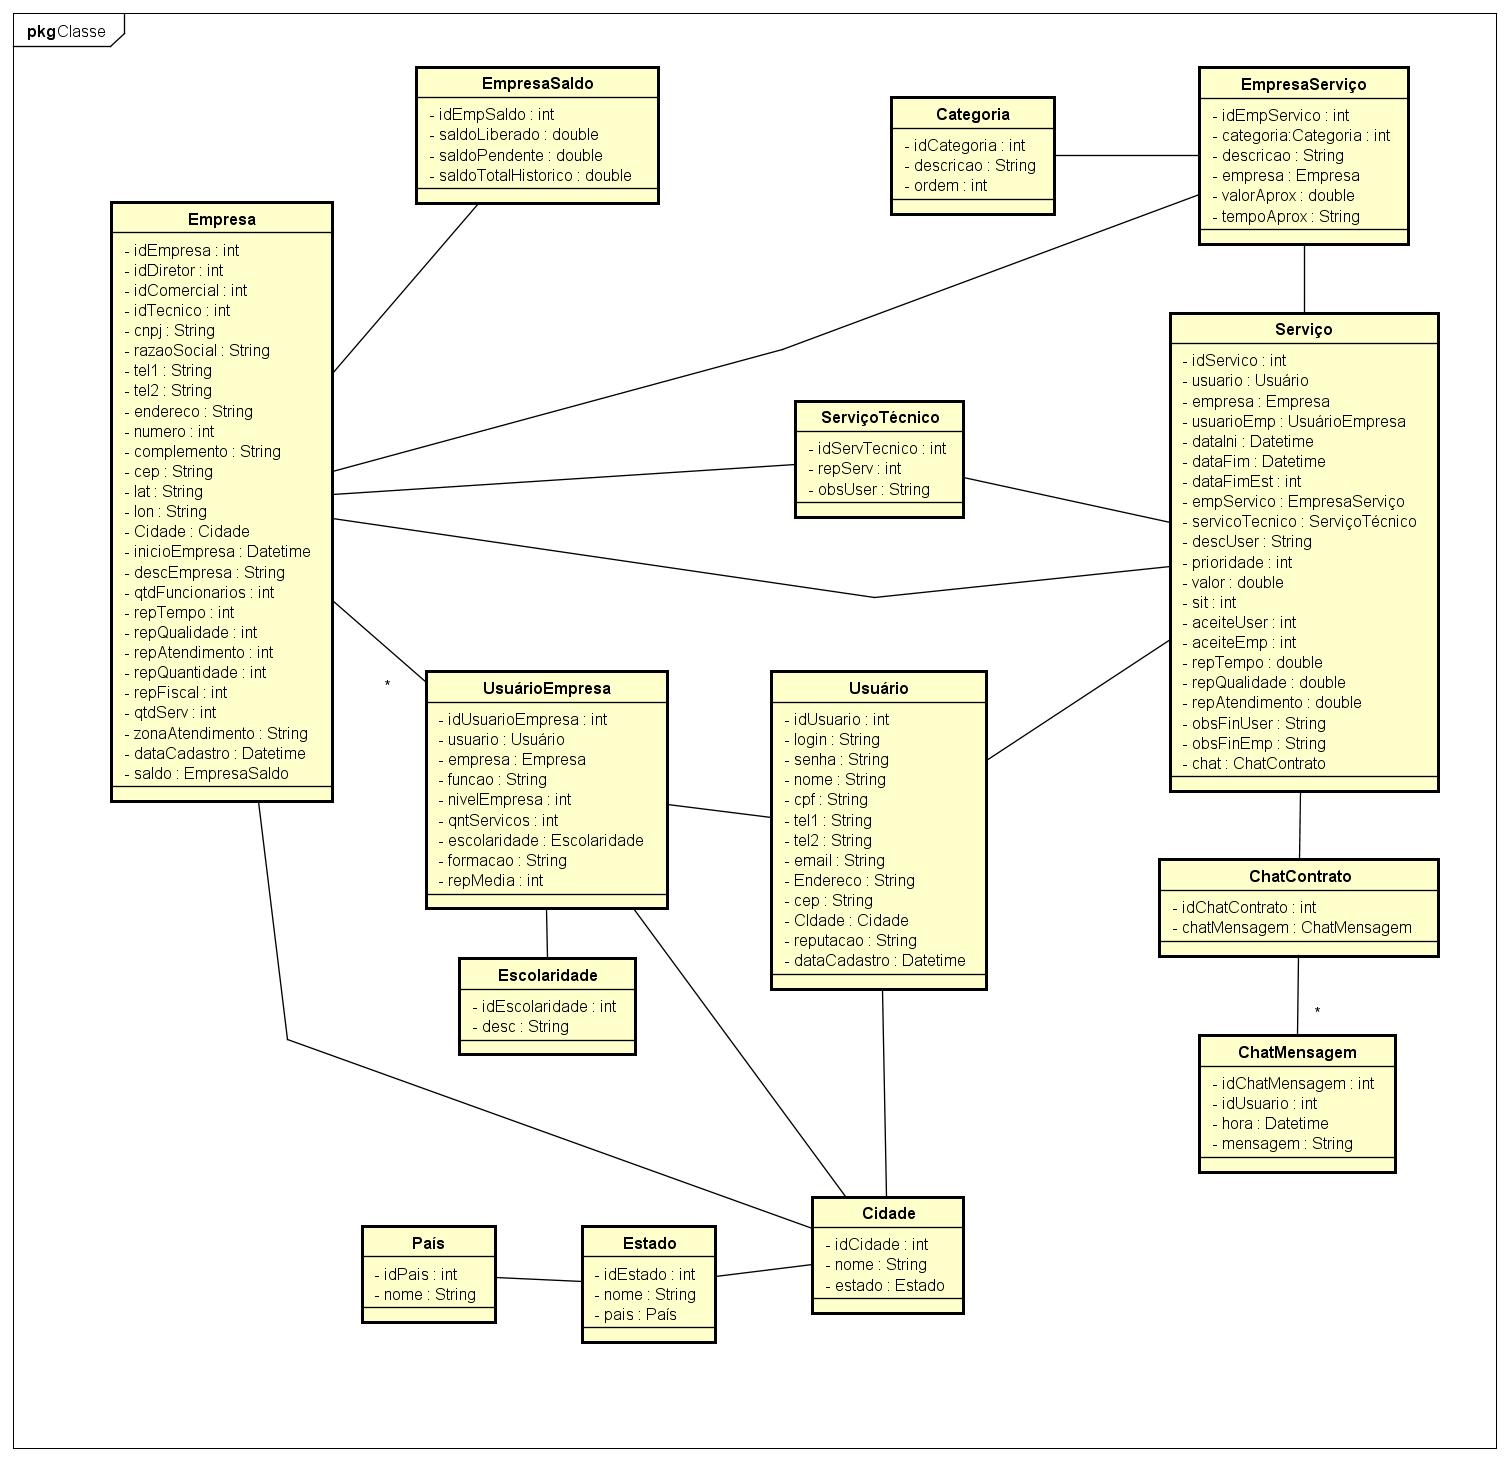 pkgClasse
EmpresaSaldo
- idEmpSaldo : int
- saldoLiberado : double
- saldoPendente : double
- saldoTotalHistorico : double
Categoria
- idCategoria : int
- descricao : String
- ordem : int
EmpresaServiço
- idEmpServico : int
- categoria:Categoria : int
- descricao : String
- empresa : Empresa
- valorAprox : double
- tempoAprox : String
Empresa
- idEmpresa : int
- idDiretor : int
- idComercial : int
- idTecnico : int
- cnpj : String
- razaoSocial : String
- tel1 : String
- tel2 : String
- endereco : String
- numero : int
- complemento : String
- cep : String
- lat : String
- lon : String
- Cidade : Cidade
- inicioEmpresa : Datetime
- descEmpresa : String
- qtdFuncionarios : int
- repTempo : int
- repQualidade : int
- repAtendimento : int
- repQuantidade : int
- repFiscal : int
- qtdServ : int
- zonaAtendimento : String
- dataCadastro : Datetime
- saldo : EmpresaSaldo
ServiçoTécnico
- idServTecnico : int
- repServ : int
- obsUser : String
Serviço
- idServico : int
- usuario : Usuário
- empresa : Empresa
- usuarioEmp : UsuárioEmpresa
- dataIni : Datetime
- dataFim : Datetime
- dataFimEst : int
- empServico : EmpresaServiço
- servicoTecnico : ServiçoTécnico
- descUser : String
- prioridade : int
- valor : double
- sit : int
- aceiteUser : int
- aceiteEmp : int
- repTempo : double
- repQualidade : double
- repAtendimento : double
- obsFinUser : String
- obsFinEmp : String
- chat : ChatContrato
*
UsuárioEmpresa
- idUsuarioEmpresa : int
- usuario : Usuário
- empresa : Empresa
- funcao : String
- nivelEmpresa : int
- qntServicos : int
- escolaridade : Escolaridade
- formacao : String
- repMedia : int
Usuário
- idUsuario : int
- login : String
- senha : String
- nome : String
- cpf : String
- tel1 : String
- tel2 : String
- email : String
- Endereco : String
- cep : String
- CIdade : Cidade
- reputacao : String
- dataCadastro : Datetime
ChatContrato
- idChatContrato : int
- chatMensagem : ChatMensagem
Escolaridade
- idEscolaridade : int
- desc : String
*
ChatMensagem
- idChatMensagem : int
- idUsuario : int
- hora : Datetime
- mensagem : String
País
- idPais : int
- nome : String
Estado
- idEstado : int
- nome : String
- pais : País
Cidade
- idCidade : int
- nome : String
- estado : Estado